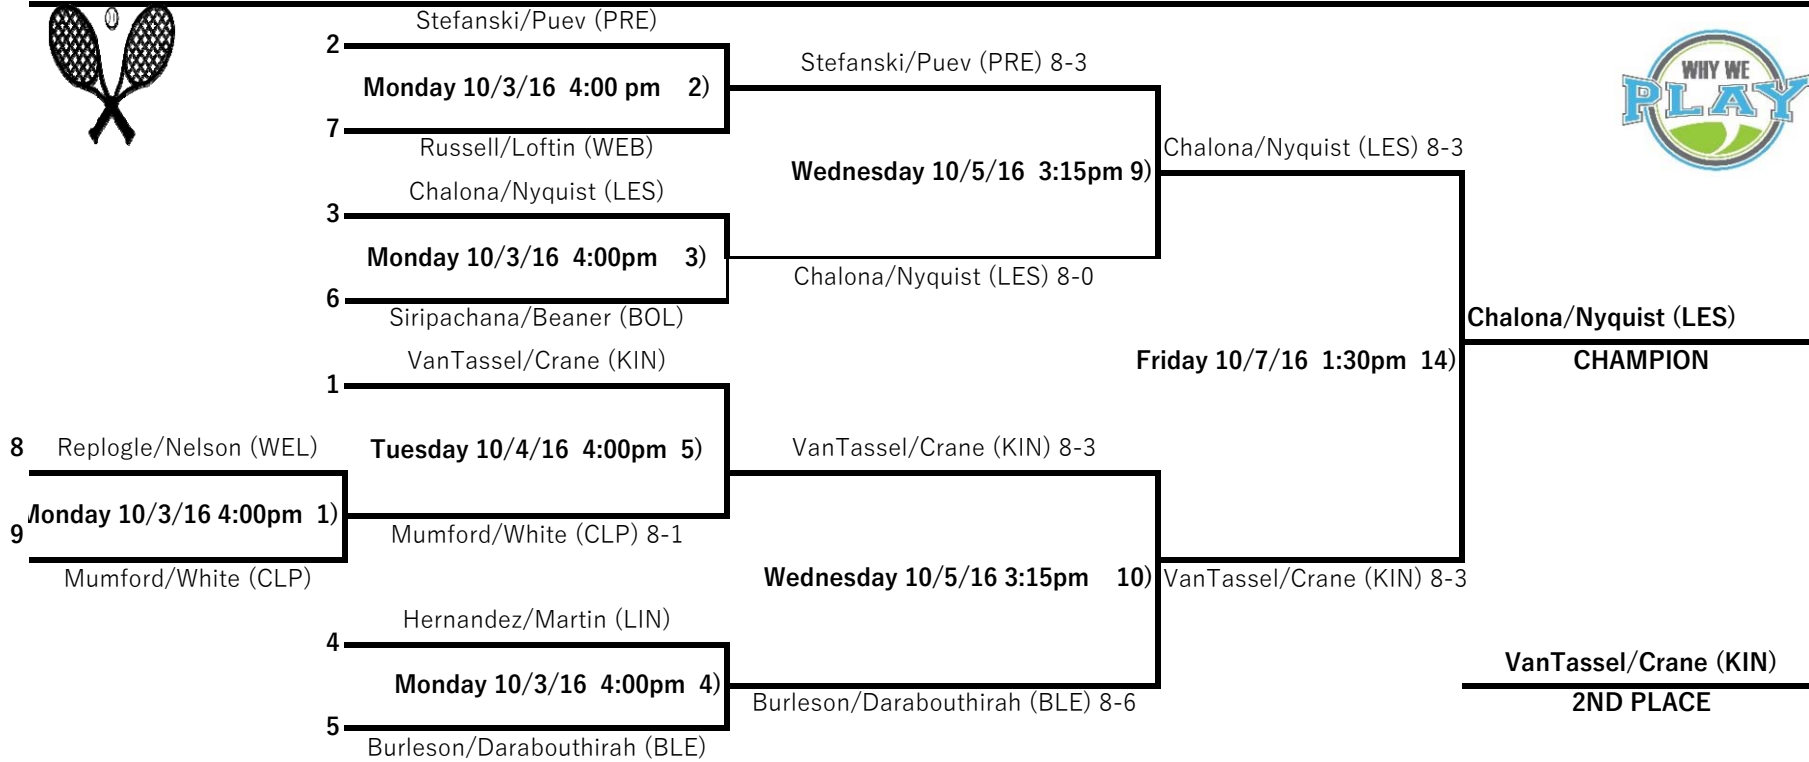 Stefanski/Puev (PRE)
2
Monday 10/3/16 4:00 pm 2)
7
Russell/Loftin (WEB)
Stefanski/Puev (PRE) 8-3
WHY WE
PLAY
Chalona/Nyquist (LES)
3
Monday 10/3/16 4:00pm 3)
6
Siripachana/Beaner (BOL)
Wednesday 10/5/16 3:15pm 9)
Chalona/Nyquist (LES) 8-3
Chalona/Nyquist (LES) 8-0
VanTassel/Crane (KIN)
1
Tuesday 10/4/16 4:00pm 5)
8 Replogle/Nelson (WEL)
Monday 10/3/16 4:00pm 1)
9
Mumford/White (CLP)
Mumford/White (CLP) 8-1
VanTassel/Crane (KIN) 8-3
Hernandez/Martin (LIN)
4
Monday 10/3/16 4:00pm 4)
5
Burleson/Darabouthirah (BLE)
Wednesday 10/5/16 3:15pm 10)
VanTassel/Crane (KIN) 8-3
Burleson/Darabouthirah (BLE) 8-6
Friday 10/7/16 1:30pm 14)
Chalona/Nyquist (LES)
CHAMPION
VanTassel/Crane (KIN)
2ND PLACE